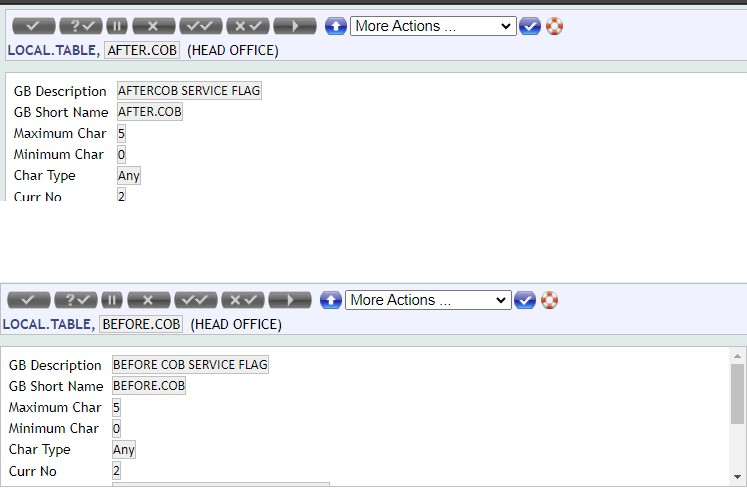 More Actions ...
LOCAL.TABLE, AFTER.COB (HEAD OFFICE)
GB Description AFTERCOB SERVICE FLAG
GB Short Name AFTER.COB
Maximum Char 5
Minimum Char 0
Char Type Any
Curr No 2
More Actions ...
LOCAL.TABLE, BEFORE.COB (HEAD OFFICE)
GB Description BEFORE COB SERVICE FLAG
GB Short Name BEFORE.COB
Maximum Char 5
Minimum Char 0
Char Type Any
Curr No 2